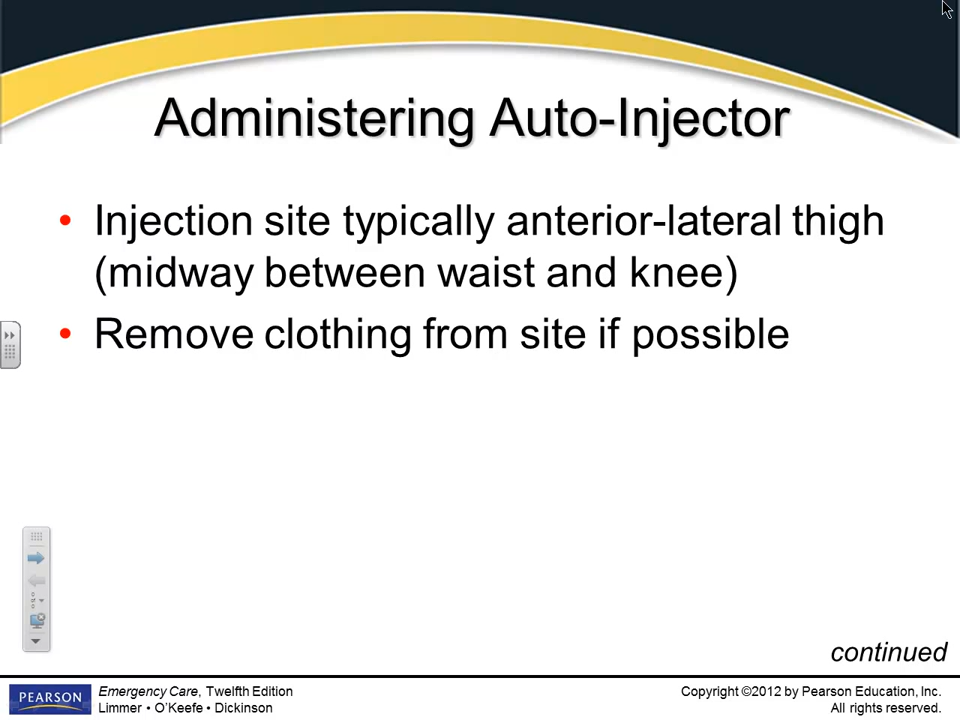 Administering Auto-Injector
• Injection site typically anterior-lateral thigh
(midway between waist and knee)
• Remove clothing from site if possible
continued
PEARSON
Emergency Care, Twelfth Edition
Limmer • O'Keefe • Dickinson
Copyright ©2012 by Pearson Education, Inc.
All rights reserved.